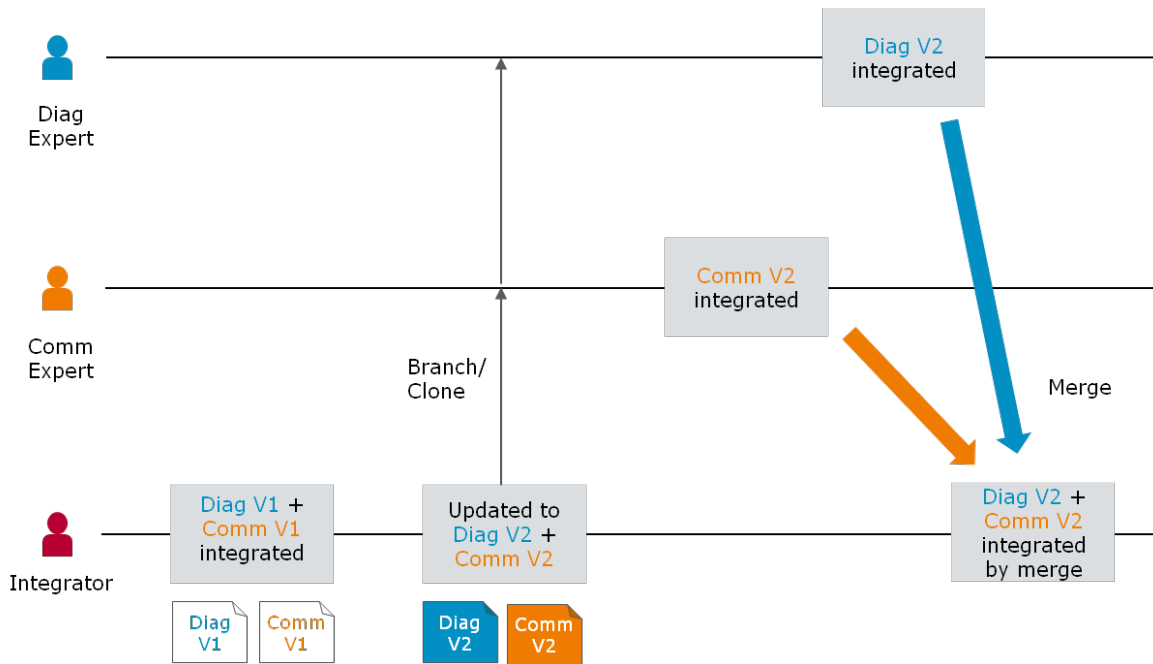 Diag
Expert
Diag V2
integrated
Comm
Expert
Comm V2
integrated
Branch/
Clone
Merge
Integrator
Diag V1 +
Comm V1
integrated
Updated to
Diag V2 +
Comm V2
Diag V2 +
Comm V2
integrated
by merge
Diag
V1
Comm
V1
Diag
V2
Comm
V2